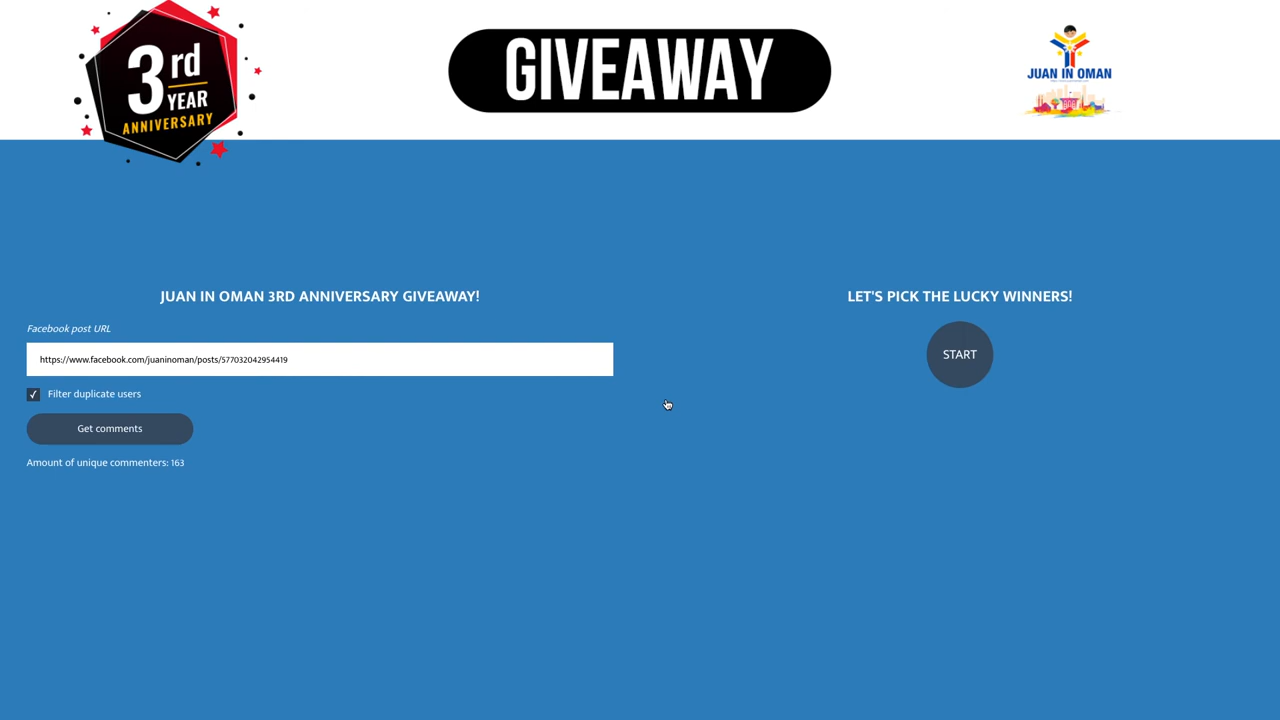 3rd
YEAR
ANNIVERSARY
GIVEAWAY
JUAN IN OMAN
JUAN IN OMAN 3RD ANNIVERSARY GIVEAWAY!
Facebook post URL
https://www.facebook.com/juaninoman/posts/577032042954419
Filter duplicate users
Get comments
Amount of unique commenters: 163
LET'S PICK THE LUCKY WINNERS!
START